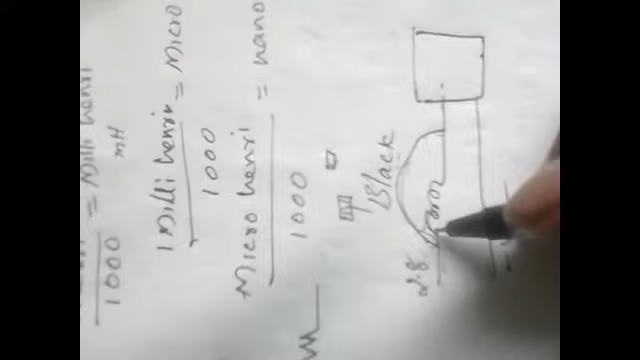 = Milli henri
1000 mH
1 Milli henri = Micro
1000
Micro henri = nano
1000
Black
2.8